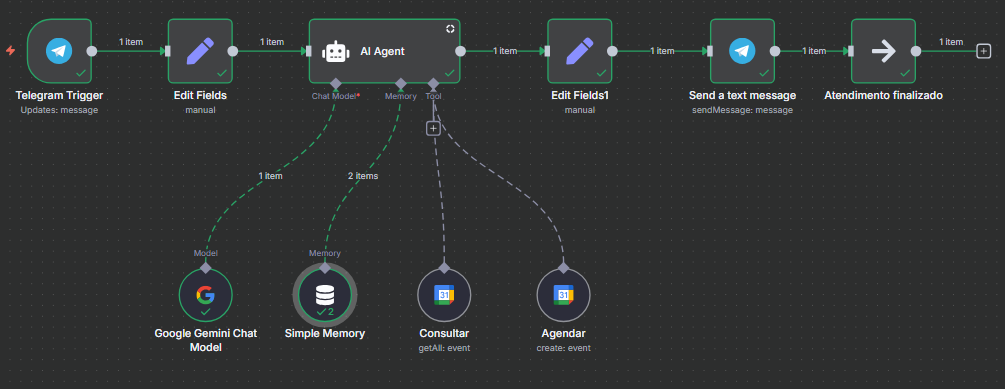 1 item
1 item
AI Agent
1 item
1 item
1 item
1 item
Telegram Trigger
Updates: message
Edit Fields
manual
Chat Model*
Memory
Tool
Edit Fields1
manual
Send a text message
sendMessage: message
Atendimento finalizado
1 item
2 items
Model
Memory
31
31
2
Google Gemini Chat
Model
Simple Memory
Consultar
getAll: event
Agendar
create: event